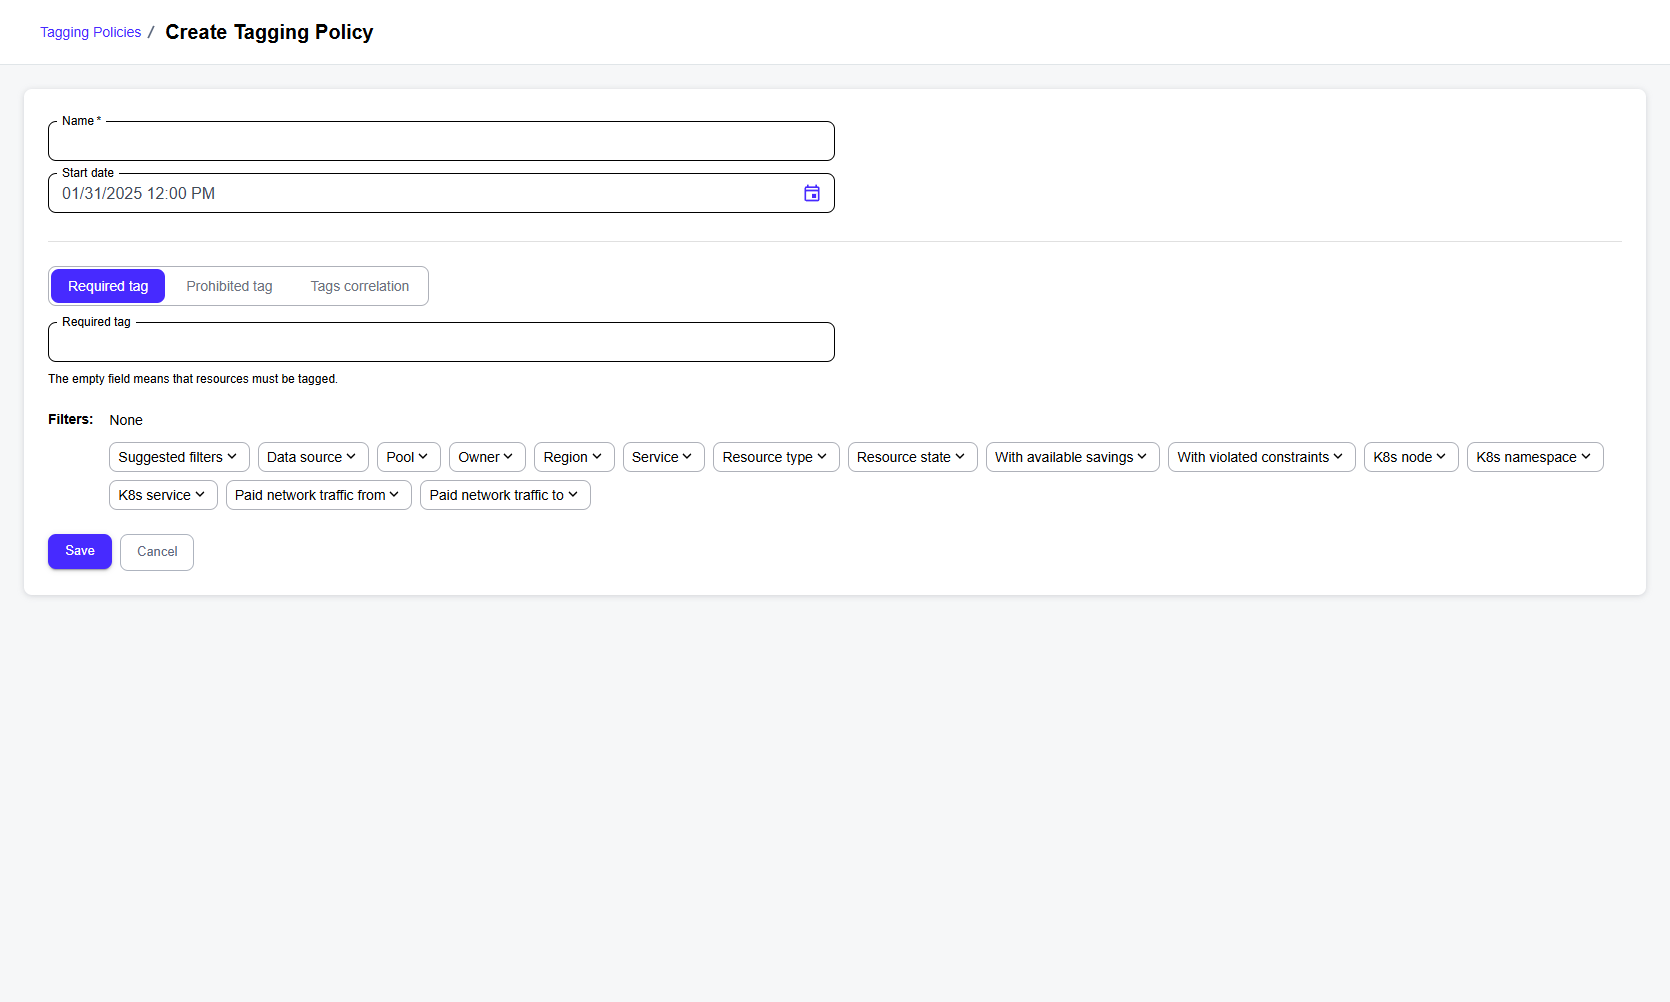 Tagging Policies / Create Tagging Policy
Name *
Start date
01/31/2025 12:00 PM
Required tag Prohibited tag Tags correlation
Required tag
The empty field means that resources must be tagged.
Filters: None
Suggested filters Data source Pool Owner Region Service Resource type Resource state With available savings With violated constraints K8s node K8s namespace
K8s service Paid network traffic from Paid network traffic to
Save Cancel